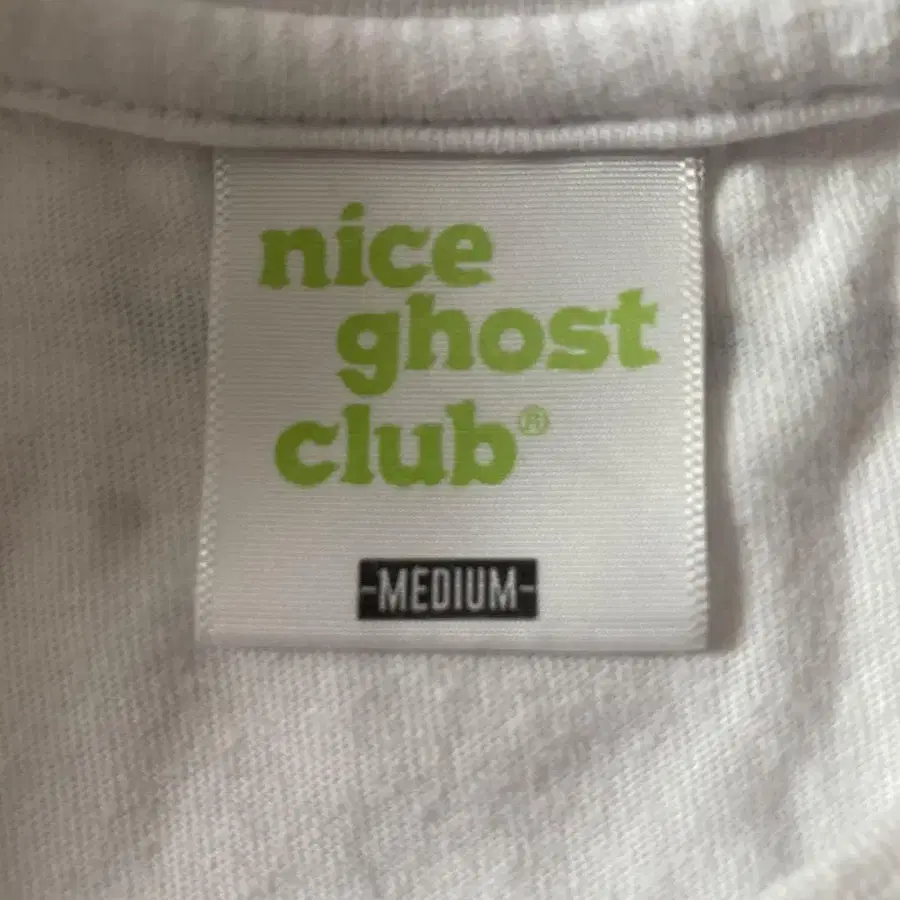 nice
ghost
club®
-MEDIUM-